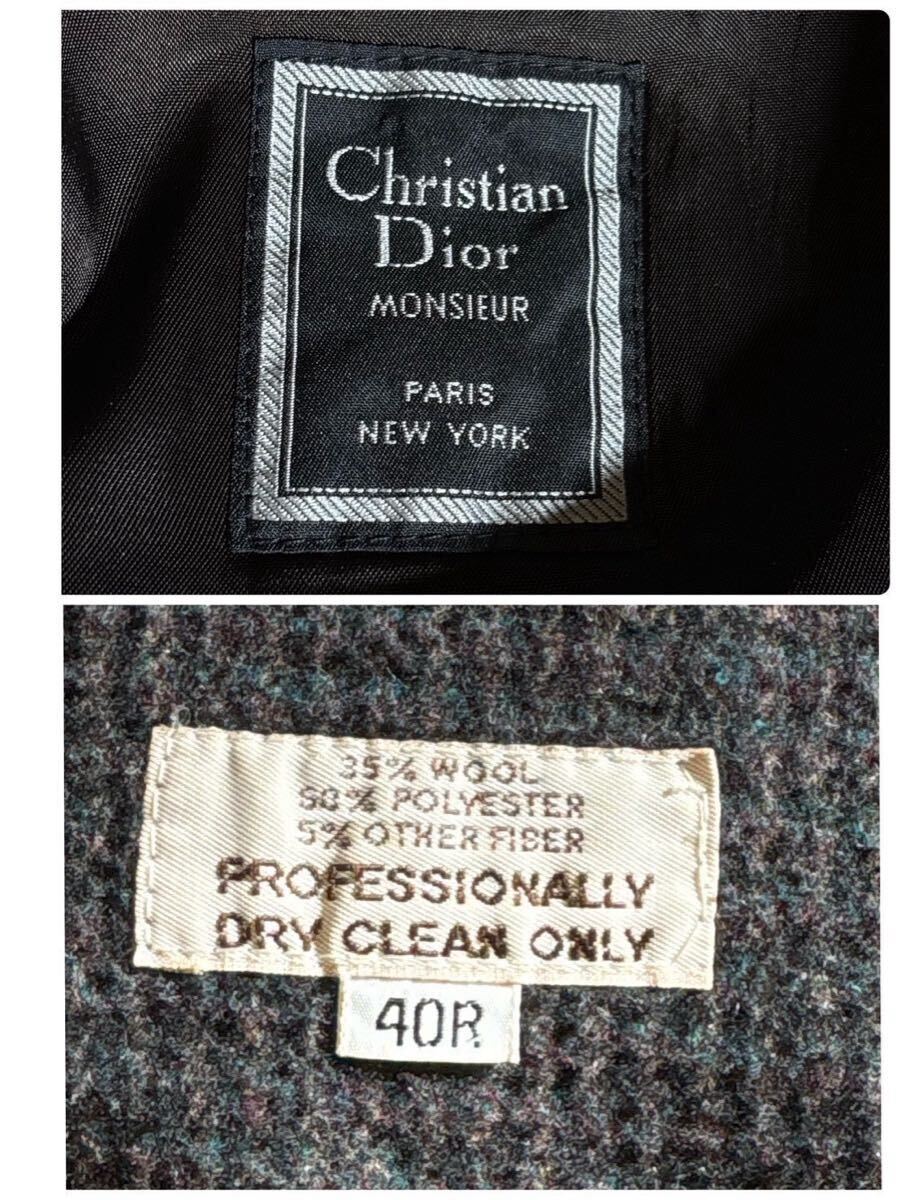 Christian
Dior
MONSIEUR
PARIS
NEW YORK
35% WOOL
60% POLYESTER
5% OTHER FIBER
PROFESSIONALLY
DRY CLEAN ONLY
40R